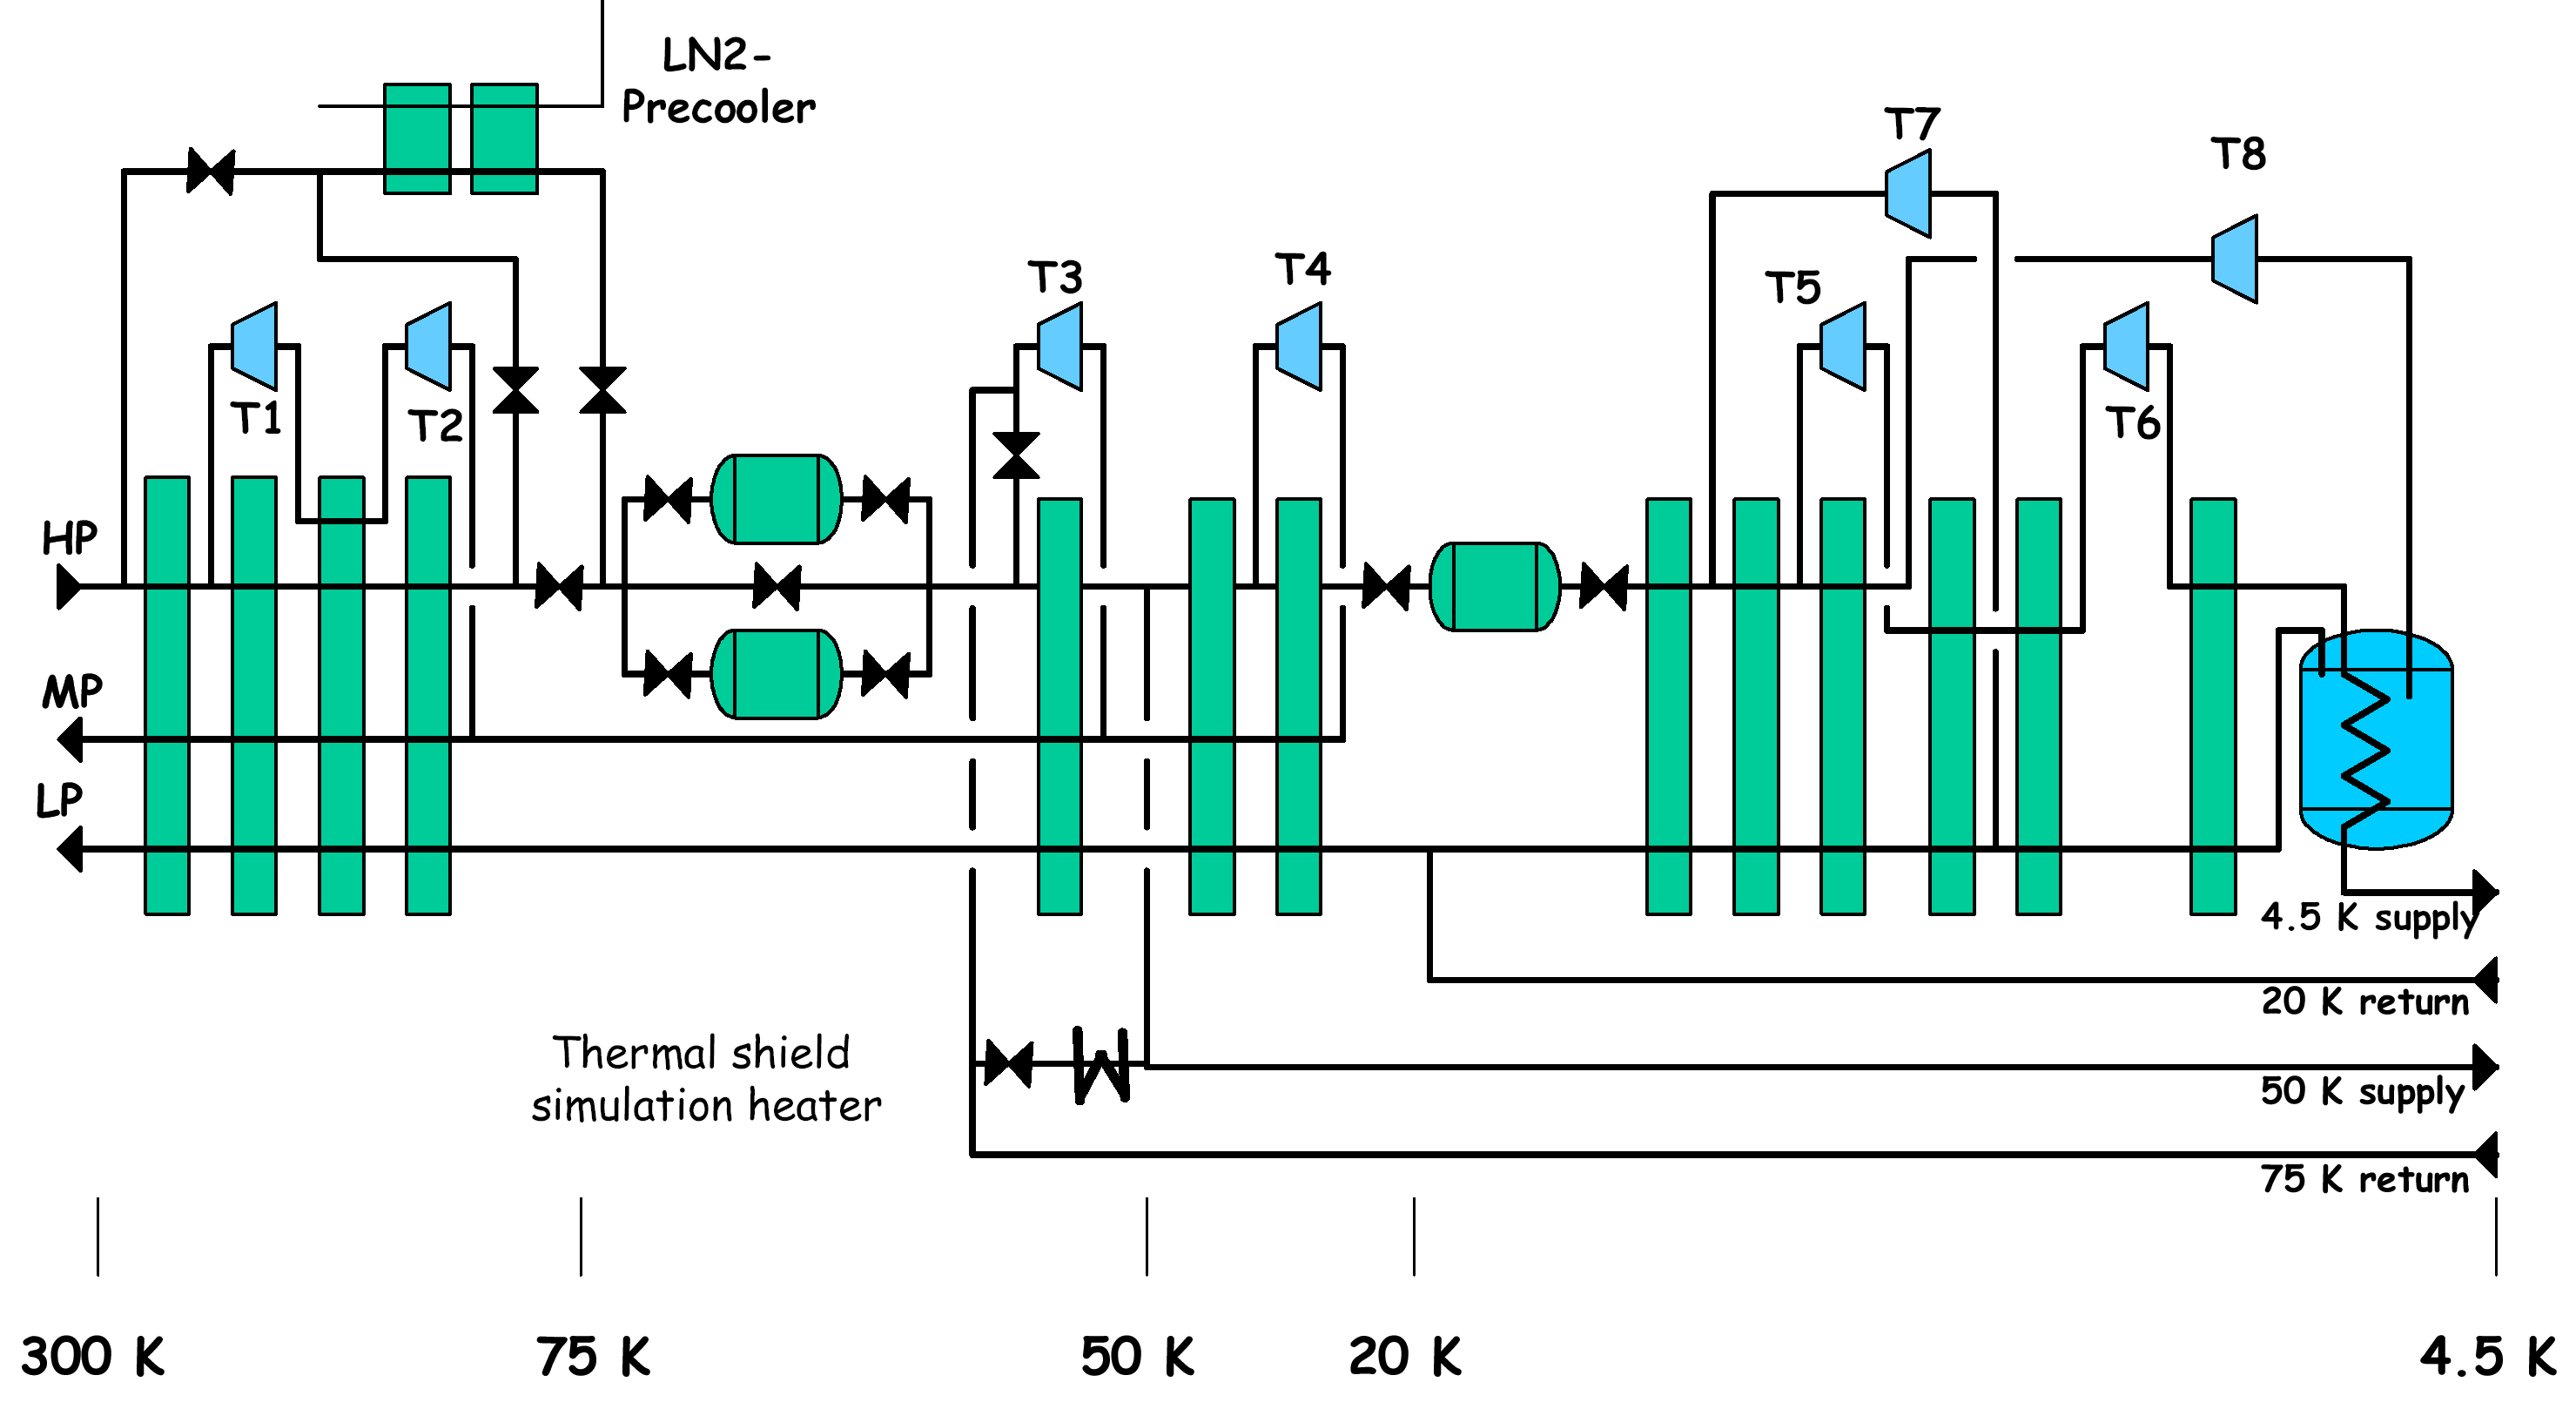 LN2-
Precooler
T7
T8
T3
T4
T5
T1
T2
T6
HP
MP
LP
4.5 K supply
20 K return
Thermal shield
simulation heater
50 K supply
75 K return
300 K
75 K
50 K
20 K
4.5 K